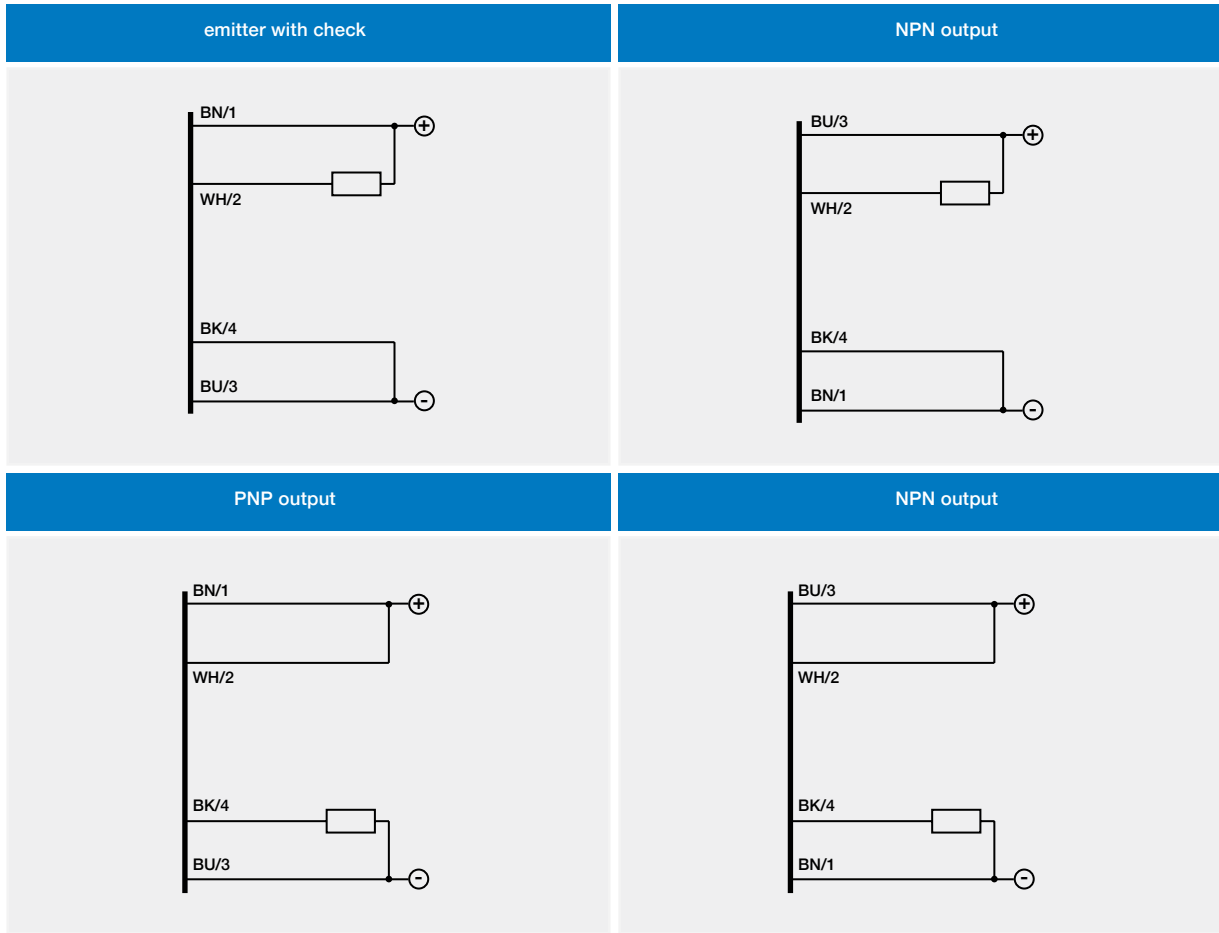 emitter with check
NPN output
BN/1
+
WH/2
BK/4
BU/3
-
BU/3
+
WH/2
BK/4
BN/1
-
PNP output
NPN output
BN/1
+
WH/2
BK/4
BU/3
-
BU/3
+
WH/2
BK/4
BN/1
-